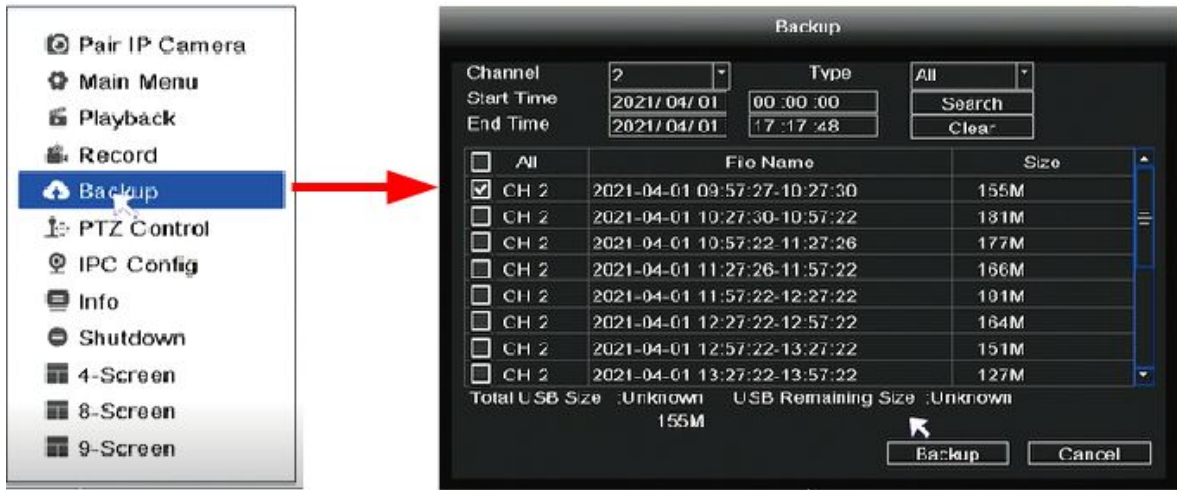 Pair IP Camera
Main Menu
Playback
Record
Backup
PTZ Control
IPC Config
Info
Shutdown
4-Screen
8-Screen
9-Screen
Backup
Channel 2 Type All
Start Time 2021/04/01 00:00:00 Search
End Time 2021/04/01 17:17:48 Clear
All File Name Size
CH 2 2021-04-01 09:57:27-10:27:30 155M
CH 2 2021-04-01 10:27:30-10:57:22 181M
CH 2 2021-04-01 10:57:22-11:27:26 177M
CH 2 2021-04-01 11:27:26-11:57:22 166M
CH 2 2021-04-01 11:57:22-12:27:22
CH 2 2021-04-01 12:27:22-12:57:22 164M
CH 2 2021-04-01 12:57:22-13:27:22 151M
CH 2 2021-04-01 13:27:22-13:57:22 127M
Total USB Size :Unknown USB Remaining Size :Unknown
155M
Backup Cancel